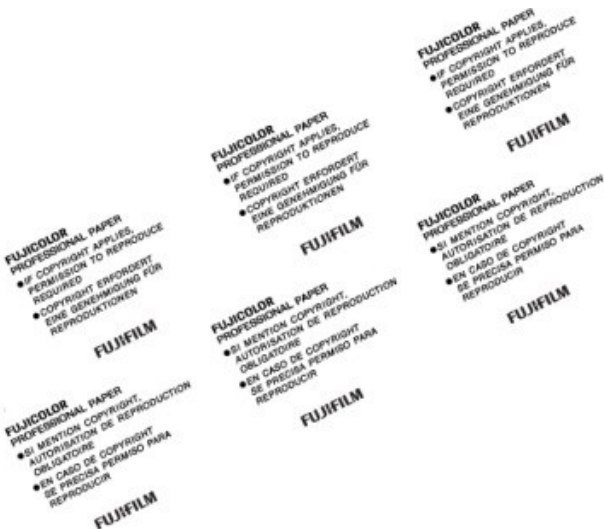 FUJICOLOR
PROFESSIONAL PAPER
●IF COPYRIGHT APPLIES,
PERMISSION TO REPRODUCE
REQUIRED
●COPYRIGHT ERFORDERT
EINE GENEHMIGUNG FÜR
REPRODUKTIONEN
FUJIFILM
FUJICOLOR
PROFESSIONAL PAPER
●IF COPYRIGHT APPLIES,
PERMISSION TO REPRODUCE
REQUIRED
●COPYRIGHT ERFORDERT
EINE GENEHMIGUNG FÜR
REPRODUKTIONEN
FUJIFILM
FUJICOLOR
PROFESSIONAL PAPER
●IF COPYRIGHT APPLIES,
PERMISSION TO REPRODUCE
REQUIRED
●COPYRIGHT ERFORDERT
EINE GENEHMIGUNG FÜR
REPRODUKTIONEN
FUJIFILM
FUJICOLOR
PROFESSIONAL PAPER
●SI MENTION COPYRIGHT,
AUTORISATION DE REPRODUCTION
OBLIGATOIRE
●EN CASO DE COPYRIGHT
SE PRECISA PERMISO PARA
REPRODUCIR
FUJIFILM
FUJICOLOR
PROFESSIONAL PAPER
●SI MENTION COPYRIGHT,
AUTORISATION DE REPRODUCTION
OBLIGATOIRE
●EN CASO DE COPYRIGHT
SE PRECISA PERMISO PARA
REPRODUCIR
FUJIFILM
FUJICOLOR
PROFESSIONAL PAPER
●SI MENTION COPYRIGHT,
AUTORISATION DE REPRODUCTION
OBLIGATOIRE
●EN CASO DE COPYRIGHT
SE PRECISA PERMISO PARA
REPRODUCIR
FUJIFILM